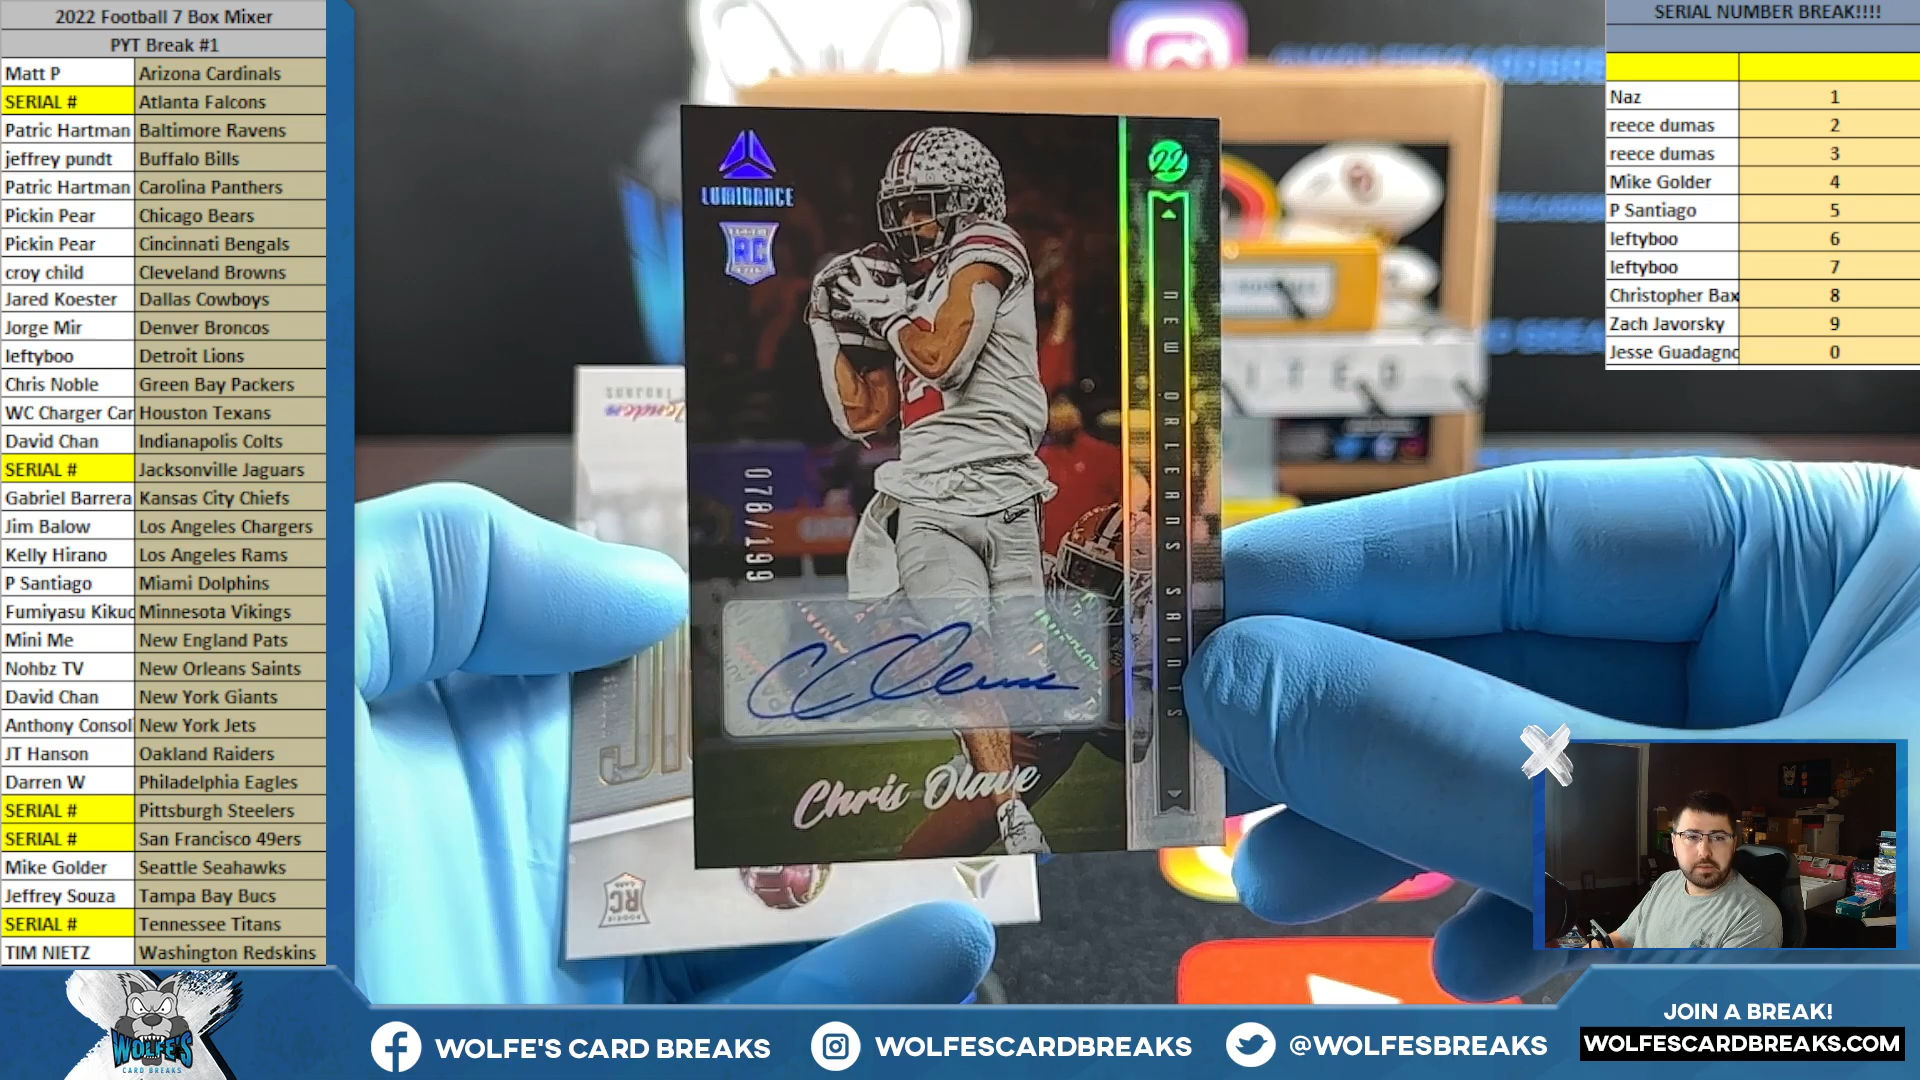 2022 Football 7 Box Mixer
PYT Break #1
Matt P Arizona Cardinals
SERIAL # Atlanta Falcons
Patric Hartman Baltimore Ravens
jeffrey pundt Buffalo Bills
Patric Hartman Carolina Panthers
Pickin Pear Chicago Bears
Pickin Pear Cincinnati Bengals
croy child Cleveland Browns
Jared Koester Dallas Cowboys
Jorge Mir Denver Broncos
leftyboo Detroit Lions
Chris Noble Green Bay Packers
WC Charger Car Houston Texans
David Chan Indianapolis Colts
SERIAL # Jacksonville Jaguars
Gabriel Barrera Kansas City Chiefs
Jim Balow Los Angeles Chargers
Kelly Hirano Los Angeles Rams
P Santiago Miami Dolphins
Fumiyasu Kikuc Minnesota Vikings
Mini Me New England Pats
Nohbz TV New Orleans Saints
David Chan New York Giants
Anthony Consol New York Jets
JT Hanson Oakland Raiders
Darren W Philadelphia Eagles
SERIAL # Pittsburgh Steelers
SERIAL # San Francisco 49ers
Mike Golder Seattle Seahawks
Jeffrey Souza Tampa Bay Bucs
SERIAL # Tennessee Titans
TIM NIETZ Washington Redskins
LUMINANCE
RC
22
NEW ORLEANS SAINTS
078/199
Chris Olave
RC
SERIAL NUMBER BREAK!!!!
Naz 1
reece dumas 2
reece dumas 3
Mike Golder 4
P Santiago 5
leftyboo 6
leftyboo 7
Christopher Bax 8
Zach Javorsky 9
Jesse Guadagno 0
WOLFE'S
CARD BREAKS
WOLFE'S CARD BREAKS
WOLFESCARDBREAKS
@WOLFESBREAKS
JOIN A BREAK!
WOLFESCARDBREAKS.COM